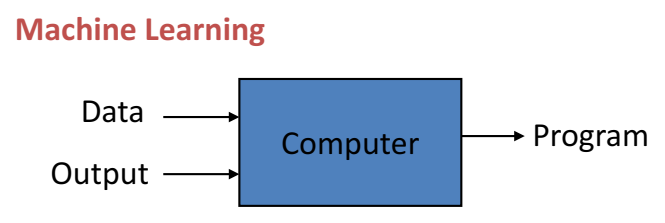 Machine Learning
Data
Output
Computer
Program